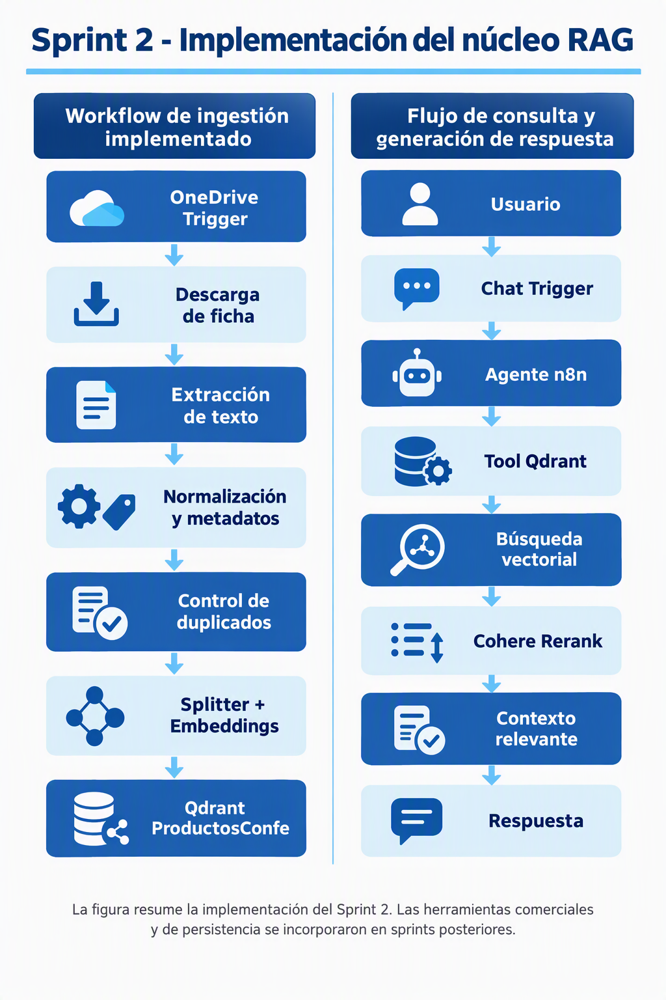 Sprint 2 - Implementación del núcleo RAG
Workflow de ingestión
implementado
OneDrive
Trigger
Descarga
de ficha
Extracción
de texto
Normalización
y metadatos
Control de
duplicados
Splitter +
Embeddings
Qdrant
ProductosConfe
Flujo de consulta y
generación de respuesta
Usuario
Chat Trigger
Agente n8n
Tool Qdrant
Búsqueda
vectorial
Cohere Rerank
Contexto
relevante
Respuesta
La figura resume la implementación del Sprint 2. Las herramientas comerciales
y de persistencia se incorporaron en sprints posteriores.